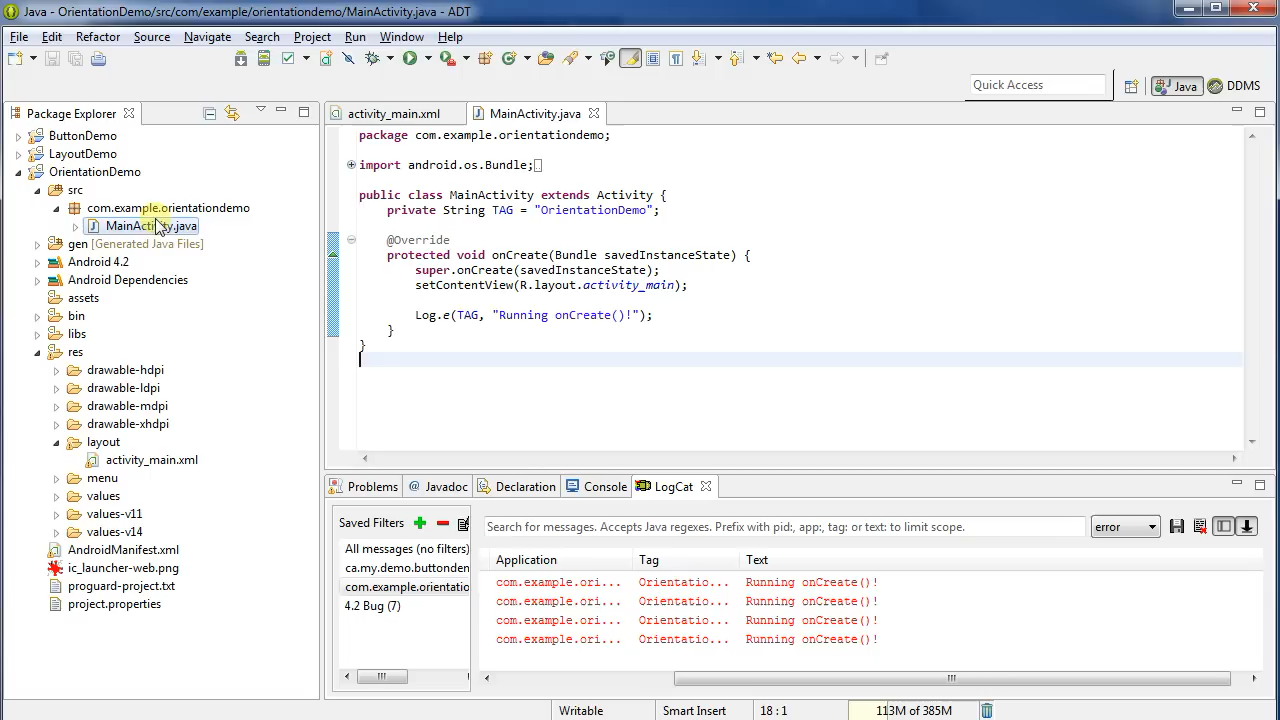 Java - OrientationDemo/src/com/example/orientationdemo/MainActivity.java - ADT
File Edit Refactor Source Navigate Search Project Run Window Help
Quick Access
Java
DDMS
Package Explorer
ButtonDemo
LayoutDemo
OrientationDemo
src
com.example.orientationdemo
MainActivity.java
gen [Generated Java Files]
Android 4.2
Android Dependencies
assets
bin
libs
res
drawable-hdpi
drawable-ldpi
drawable-mdpi
drawable-xhdpi
layout
activity_main.xml
menu
values
values-v11
values-v14
AndroidManifest.xml
ic_launcher-web.png
proguard-project.txt
project.properties
activity_main.xml
MainActivity.java
package com.example.orientationdemo;
import android.os.Bundle;
public class MainActivity extends Activity {
private String TAG = "OrientationDemo";
@Override
protected void onCreate(Bundle savedInstanceState) {
super.onCreate(savedInstanceState);
setContentView(R.layout.activity_main);
Log.e(TAG, "Running onCreate()!");
}
}
Problems @ Javadoc Declaration Console LogCat
Saved Filters
All messages (no filters)
ca.my.demo.buttonden
com.example.orientatio
4.2 Bug (7)
Search for messages. Accepts Java regexes. Prefix with pid:, app:, tag: or text: to limit scope.
error
Application Tag Text
com.example.ori... Orientatio... Running onCreate()!
com.example.ori... Orientatio... Running onCreate()!
com.example.ori... Orientatio... Running onCreate()!
com.example.ori... Orientatio... Running onCreate()!
Writable Smart Insert 18 : 1 113M of 385M